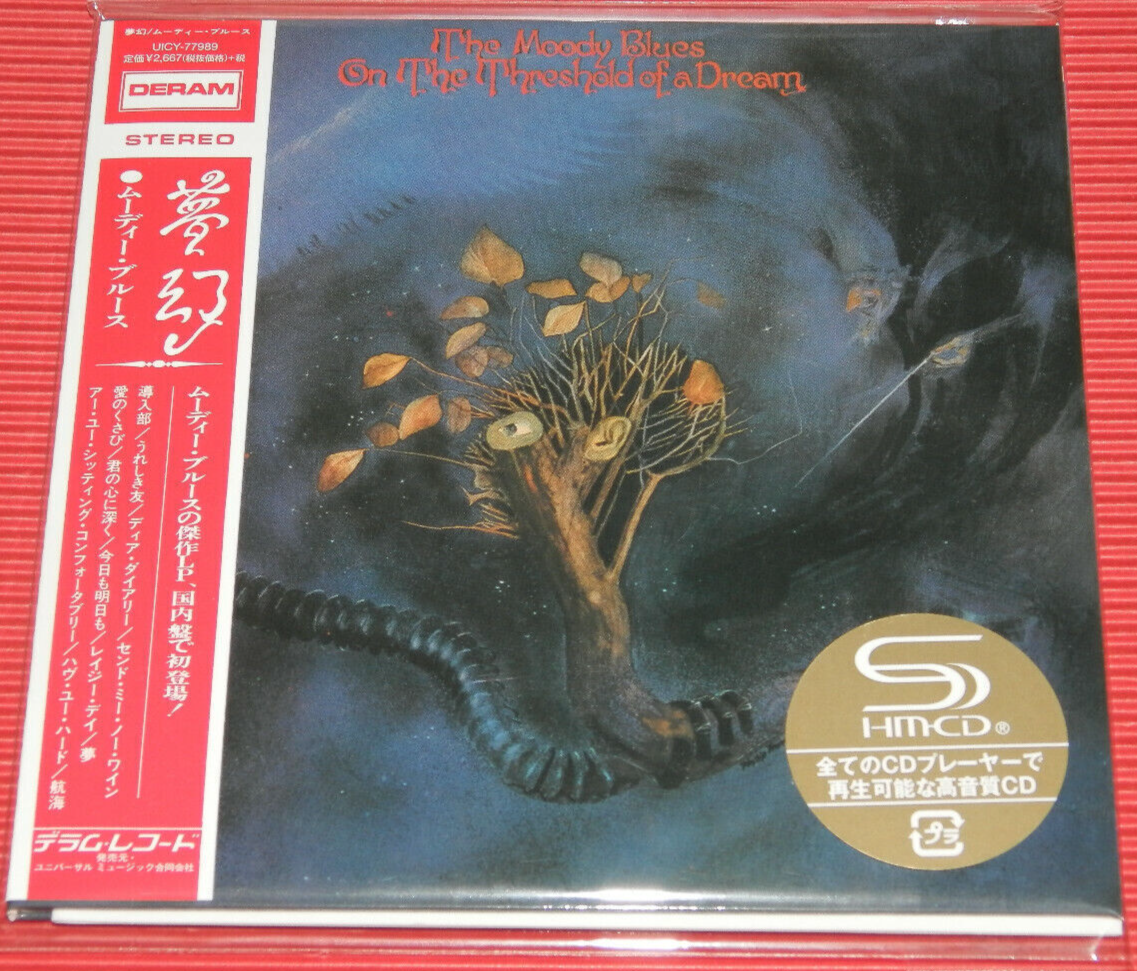 夢幻/ムーディー・ブルース
UICY-77989
定価¥2,667(税抜価格)+税
DERAM
STEREO
夢幻
●ムーディー・ブルース
ムーディー・ブルースの傑作LP、国内盤で初登場!
導入部/うれしき友/ディア・ダイアリー/センド・ミー・ノー・ワイン
愛のくさび/君の心に深く/今日も明日も/レイジー・デイ/夢
アー・ユー・シッティング・コンフォータブリー/ハヴ・ユー・ハード/航海
デラム・レコード
発売元・
ユニバーサル ミュージック合同会社
The Moody Blues
On The Threshold of a Dream
S
HM-CD®
全てのCDプレーヤーで
再生可能な高音質CD
プラ